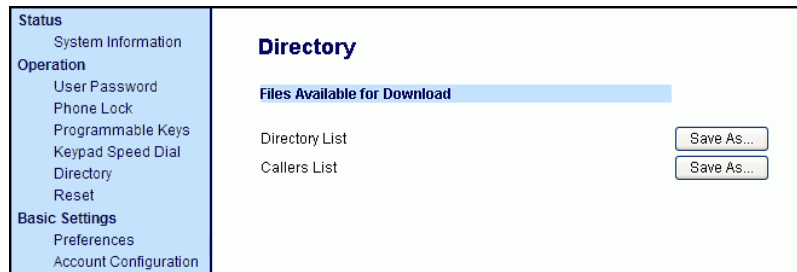 Status
System Information
Operation
User Password
Phone Lock
Programmable Keys
Keypad Speed Dial
Directory
Reset
Basic Settings
Preferences
Account Configuration
Directory
Files Available for Download
Directory List Save As...
Callers List Save As...